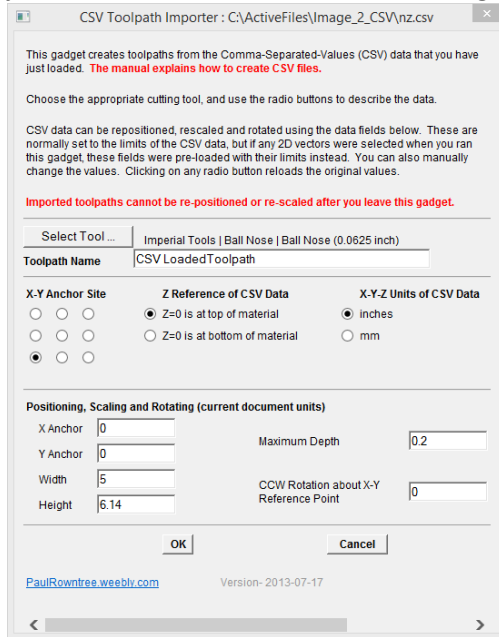 CSV Toolpath Importer : C:\ActiveFiles\Image_2_CSV\nz.csv
This gadget creates toolpaths from the Comma-Separated-Values (CSV) data that you have
just loaded. The manual explains how to create CSV files.
Choose the appropriate cutting tool, and use the radio buttons to describe the data.
CSV data can be repositioned, rescaled and rotated using the data fields below. These are
normally set to the limits of the CSV data, but if any 2D vectors were selected when you ran
this gadget, these fields were pre-loaded with their limits instead. You can also manually
change the values. Clicking on any radio button reloads the original values.
Imported toolpaths cannot be re-positioned or re-scaled after you leave this gadget.
Select Tool ... Imperial Tools | Ball Nose | Ball Nose (0.0625 inch)
Toolpath Name CSV LoadedToolpath
X-Y Anchor Site Z Reference of CSV Data X-Y-Z Units of CSV Data
Z=0 is at top of material inches
Z=0 is at bottom of material mm
Positioning, Scaling and Rotating (current document units)
X Anchor 0
Y Anchor 0
Maximum Depth 0.2
Width 5
Height 6.14
CCW Rotation about X-Y
Reference Point 0
OK Cancel
PaulRowntree.weebly.com Version- 2013-07-17